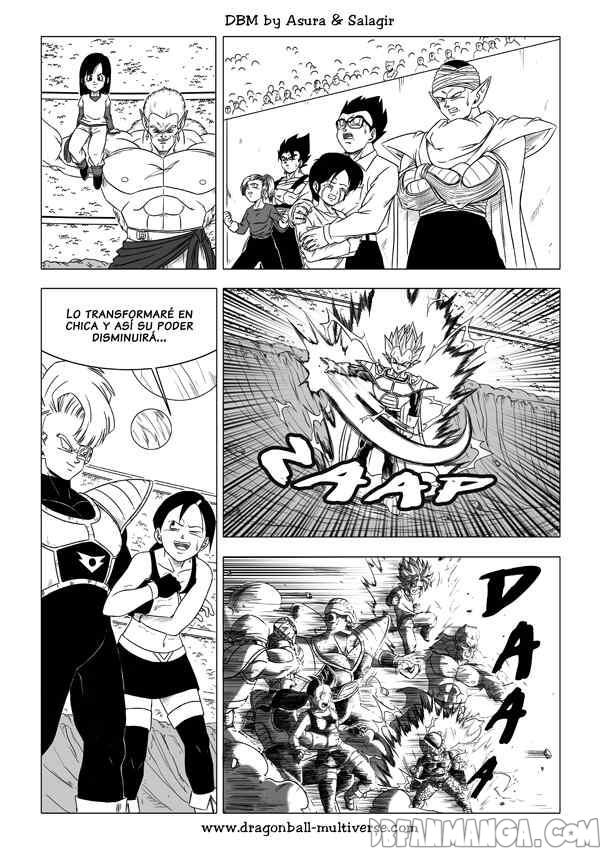 DBM by Asura & Salagir
LO TRANSFORMARÉ EN
CHICA Y ASÍ SU PODER
DISMINUIRÁ...
NAAAP
DAAAA
www.dragonball-multiverse.com
DBFANMANGA.COM